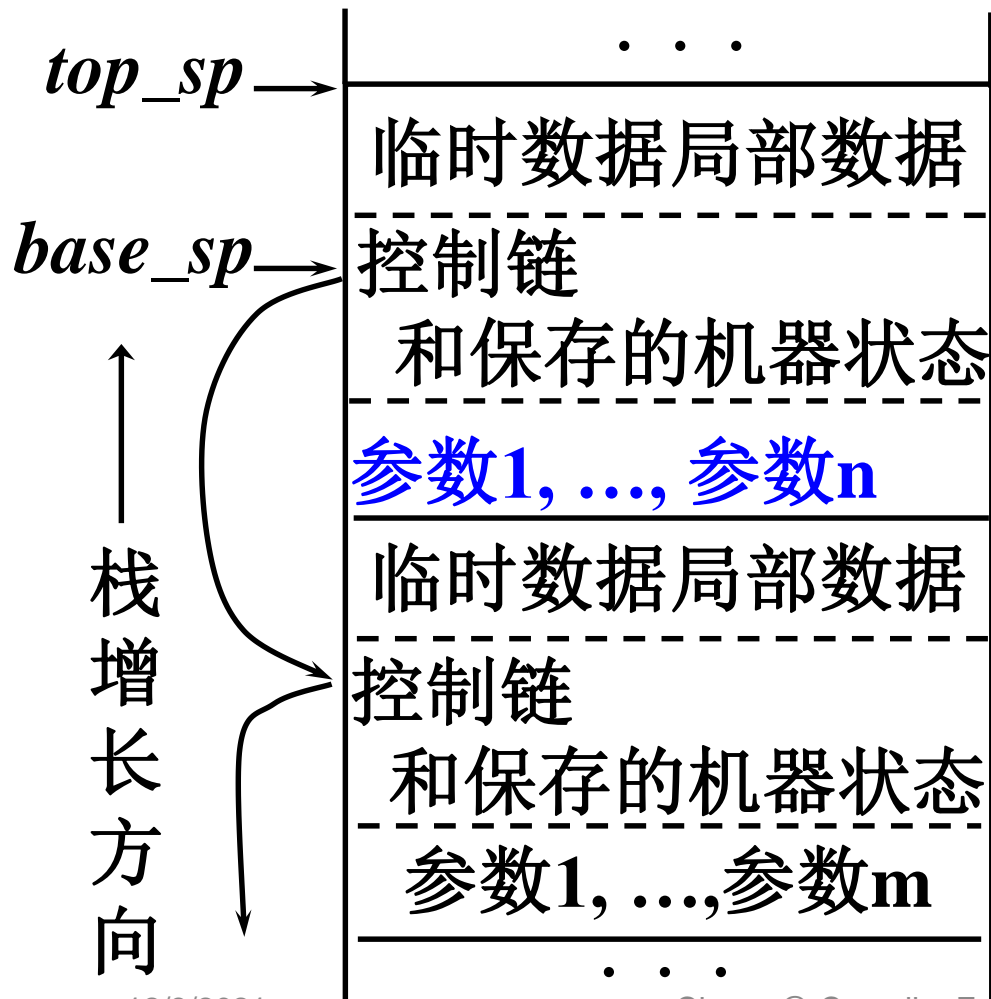 . . .
top_sp
临时数据局部数据
base_sp
控制链
和保存的机器状态
参数1, …, 参数n
临时数据局部数据
控制链
和保存的机器状态
参数1, …,参数m
栈增长方向
. . .